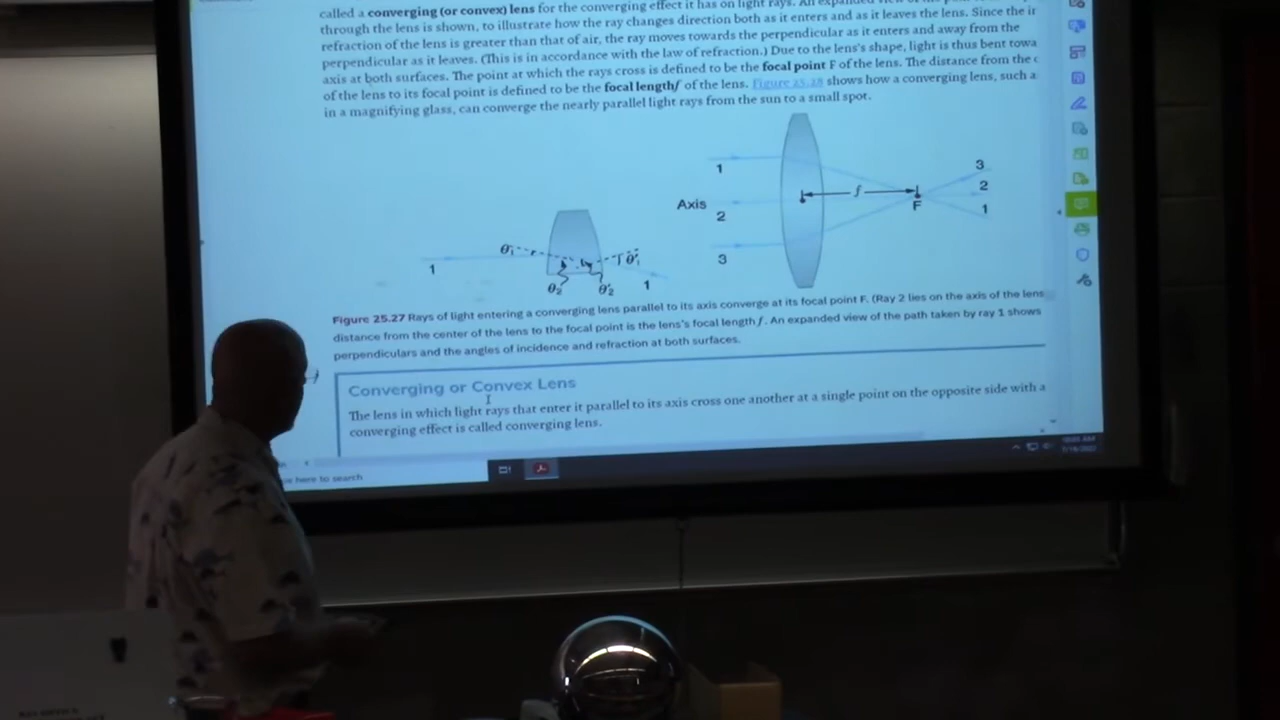 called a converging (or convex) lens for the converging effect it has on light rays. An expanded view of the
through the lens is shown, to illustrate how the ray changes direction both as it enters and as it leaves the lens. Since the
refraction of the lens is greater than that of air, the ray moves towards the perpendicular as it enters and away from the
perpendicular as it leaves. (This is in accordance with the law of refraction.) Due to the lens's shape, light is thus bent towa
axis at both surfaces. The point at which the rays cross is defined to be the focal point F of the lens. The distance from the c
of the lens to its focal point is defined to be the focal length f of the lens. Figure 25.28 shows how a converging lens, such a
in a magnifying glass, can converge the nearly parallel light rays from the sun to a small spot.
1
3
f
2
Axis
2
F
1
3
θ₁
θ'₁
1
θ₂
θ'₂
1
Figure 25.27 Rays of light entering a converging lens parallel to its axis converge at its focal point F. (Ray 2 lies on the axis of the lens
distance from the center of the lens to the focal point is the lens's focal length f. An expanded view of the path taken by ray 1 shows
perpendiculars and the angles of incidence and refraction at both surfaces.
Converging or Convex Lens
The lens in which light rays that enter it parallel to its axis cross one another at a single point on the opposite side with a
converging effect is called converging lens.
here to search